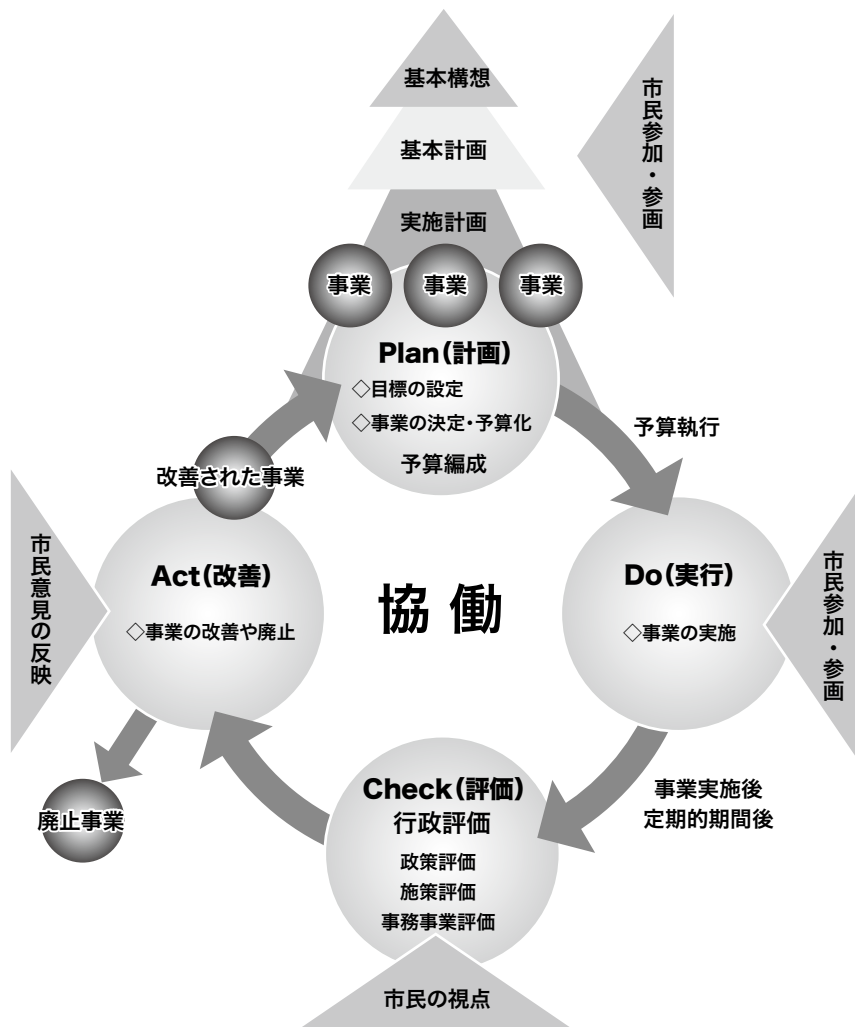 基本構想
基本計画
実施計画
市民参加・参画
事業
事業
事業
Plan(計画)
◇目標の設定
◇事業の決定・予算化
予算編成
予算執行
改善された事業
Act(改善)
◇事業の改善や廃止
市民意見の反映
協働
Do(実行)
◇事業の実施
市民参加・参画
廃止事業
Check(評価)
行政評価
政策評価
施策評価
事務事業評価
事業実施後
定期的期間後
市民の視点